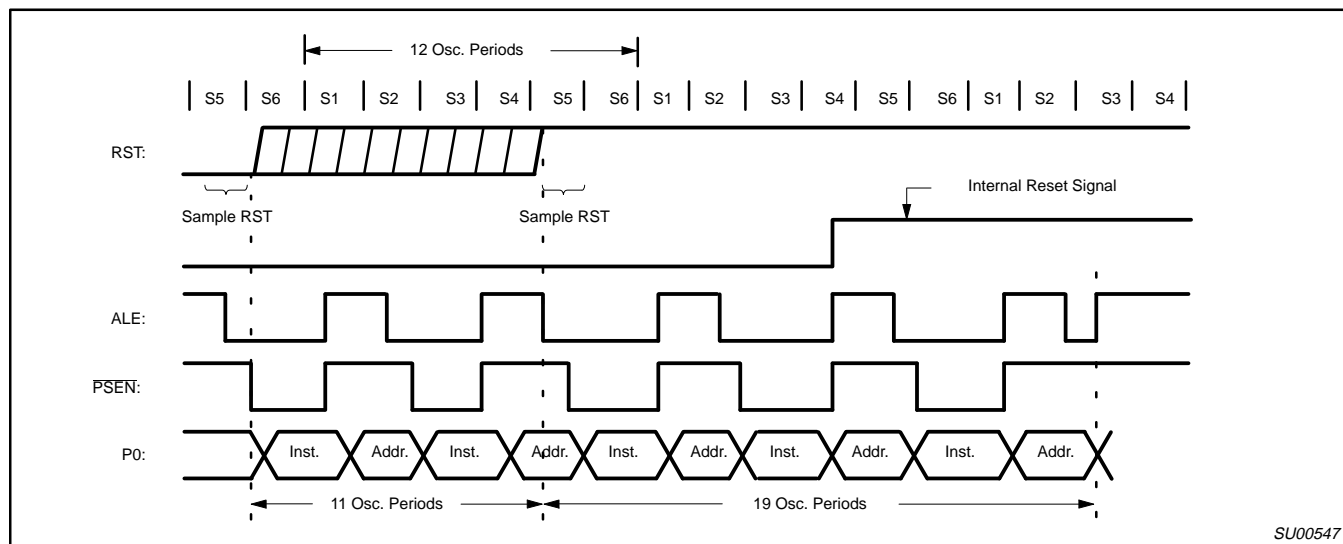 12 Osc. Periods
S5 S6 S1 S2 S3 S4 S5 S6 S1 S2 S3 S4 S5 S6 S1 S2 S3 S4
RST:
Internal Reset Signal
Sample RST Sample RST
ALE:
PSEN:
P0: Inst. Addr. Inst. Addr. Inst. Addr. Inst. Addr. Inst. Addr.
11 Osc. Periods 19 Osc. Periods
SU00547